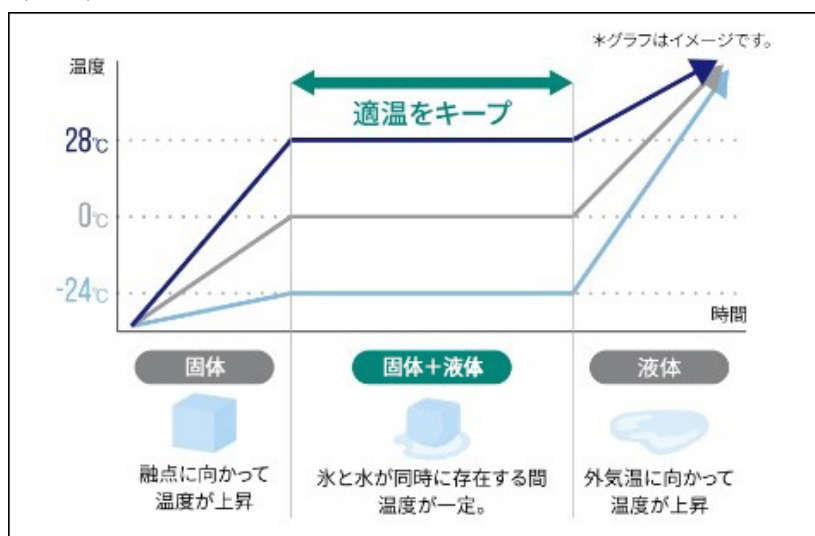 *グラフはイメージです。
温度
適温をキープ
28℃
0℃
-24℃
時間
固体
固体+液体
液体
融点に向かって
温度が上昇
氷と水が同時に存在する間
温度が一定。
外気温に向かって
温度が上昇